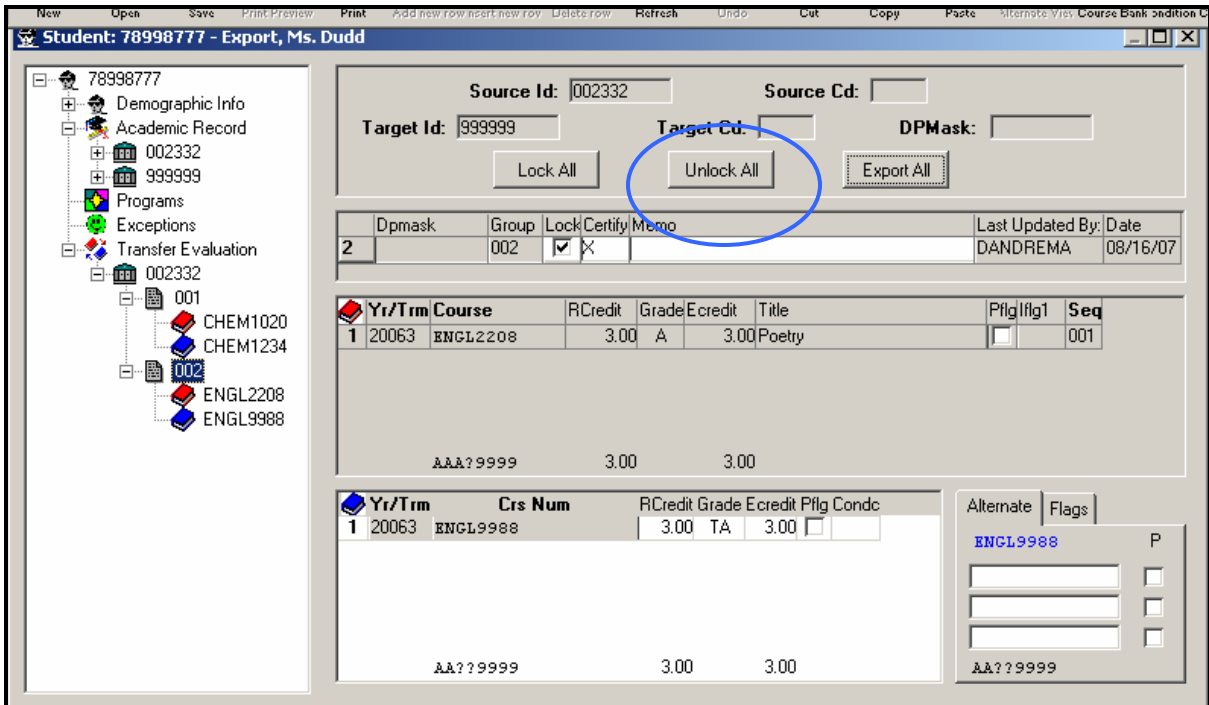 New Open Save Print Preview Print Add new row nsert new rov Delete row Refresh Undo Cut Copy Paste Alternate Viev Course Bank ondition C
Student: 78998777 - Export, Ms. Dudd
78998777
Demographic Info
Academic Record
002332
999999
Programs
Exceptions
Transfer Evaluation
002332
001
CHEM1020
CHEM1234
002
ENGL2208
ENGL9988
Source Id: 002332 Source Cd:
Target Id: 999999 Target Cd: DPMask:
Lock All Unlock All Export All
Dpmask Group Lock Certify Memo Last Updated By: Date
2 002 X DANDREMA 08/16/07
Yr/Trm Course RCredit Grade Ecredit Title Pflg Iflg1 Seq
1 20063 ENGL2208 3.00 A 3.00 Poetry 001
AAA?9999 3.00 3.00
Yr/Trm Crs Num RCredit Grade Ecredit Pflg Condc
1 20063 ENGL9988 3.00 TA 3.00
AA??9999 3.00 3.00
Alternate Flags
ENGL9988 P
AA??9999